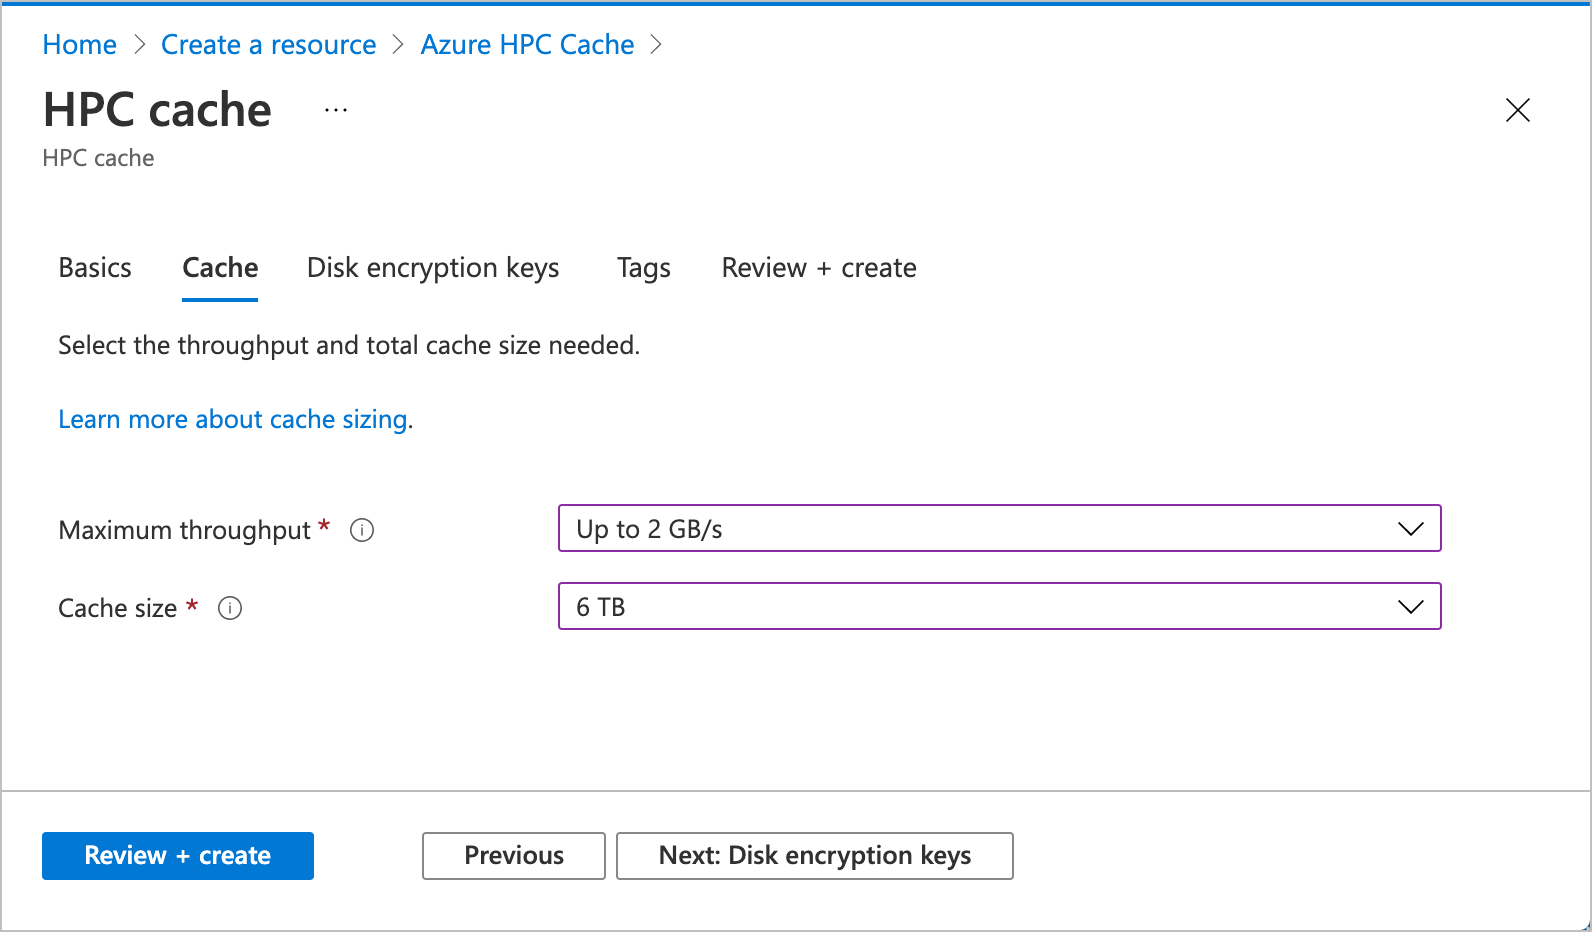 Home > Create a resource > Azure HPC Cache >
HPC cache ...
HPC cache
Basics Cache Disk encryption keys Tags Review + create
Select the throughput and total cache size needed.
Learn more about cache sizing.
Maximum throughput * Up to 2 GB/s
Cache size * 6 TB
Review + create Previous Next: Disk encryption keys